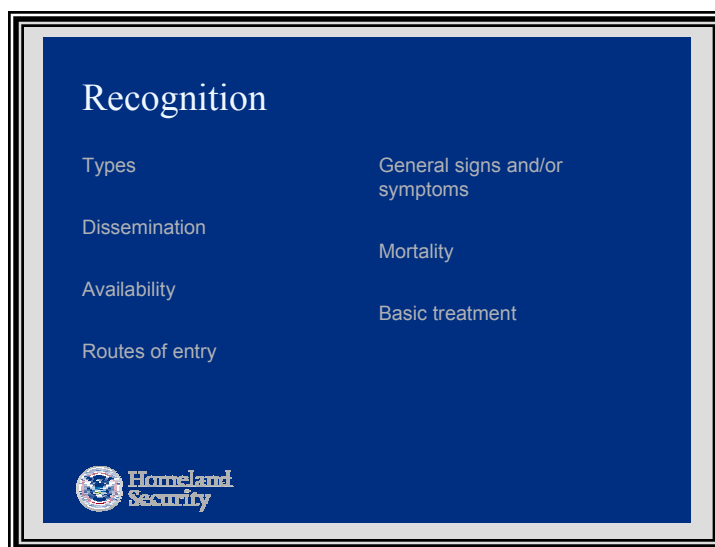 Recognition
Types
Dissemination
Availability
Routes of entry
General signs and/or
symptoms
Mortality
Basic treatment
Homeland
Security